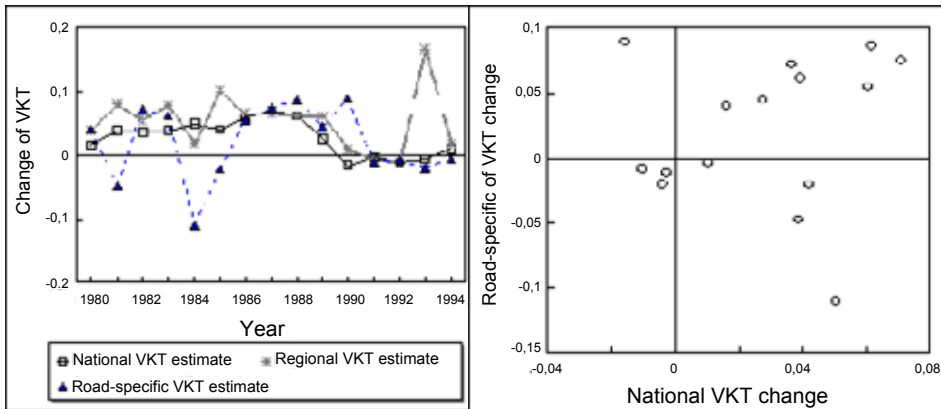 0,2
0,1
0
-0,1
-0.2
Change of VKT
1980 1982 1984 1986 1988 1990 1992 1994
Year
National VKT estimate Regional VKT estimate
Road-specific VKT estimate
0,1
0,05
0
-0,05
-0,1
-0,15
Road-specific of VKT change
-0,04 0 0,04 0,08
National VKT change